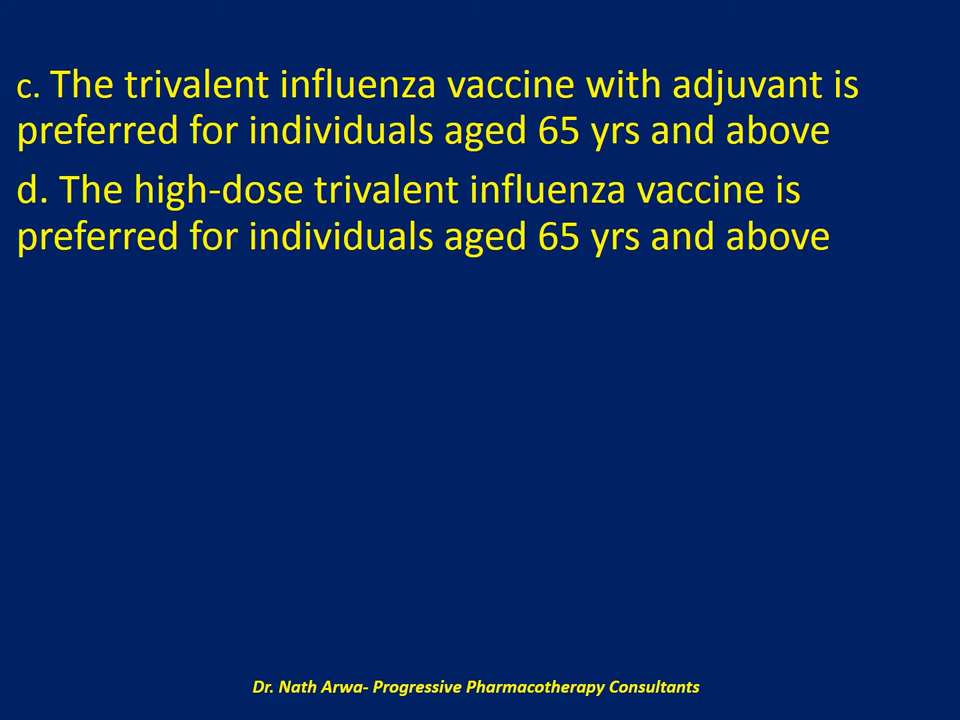 c. The trivalent influenza vaccine with adjuvant is
preferred for individuals aged 65 yrs and above
d. The high-dose trivalent influenza vaccine is
preferred for individuals aged 65 yrs and above
Dr. Nath Arwa- Progressive Pharmacotherapy Consultants